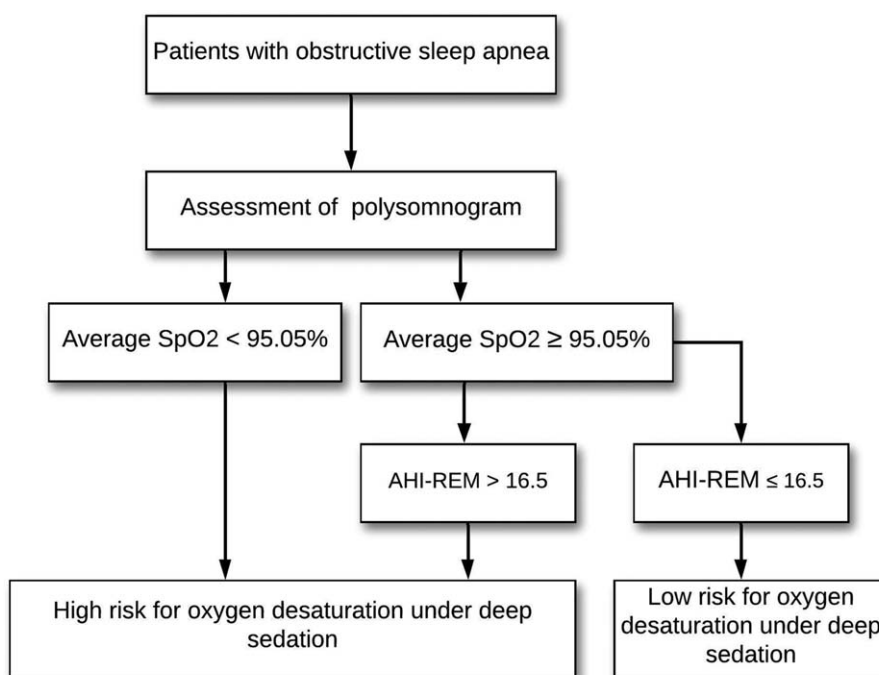 Patients with obstructive sleep apnea
Assessment of polysomnogram
Average SpO2 < 95.05%
Average SpO2 ≥ 95.05%
AHI-REM > 16.5
AHI-REM ≤ 16.5
High risk for oxygen desaturation under deep
sedation
Low risk for oxygen
desaturation under deep
sedation